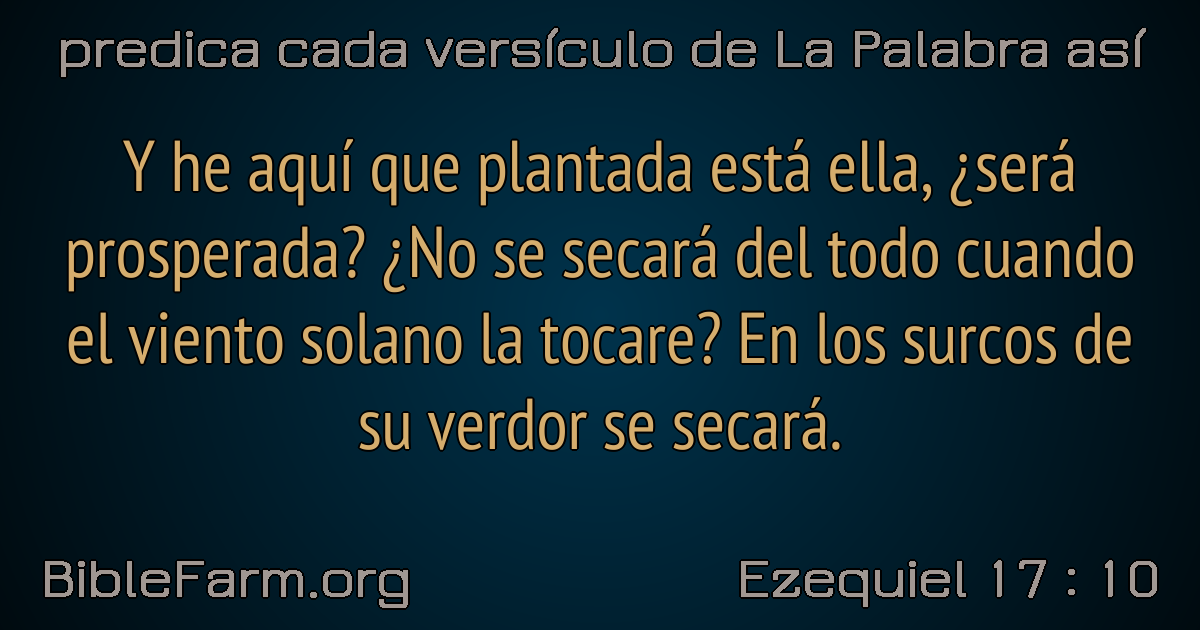 predica cada versículo de La Palabra así
Y he aquí que plantada está ella, ¿será
prosperada? ¿No se secará del todo cuando
el viento solano la tocare? En los surcos de
su verdor se secará.
BibleFarm.org
Ezequiel 17 : 10